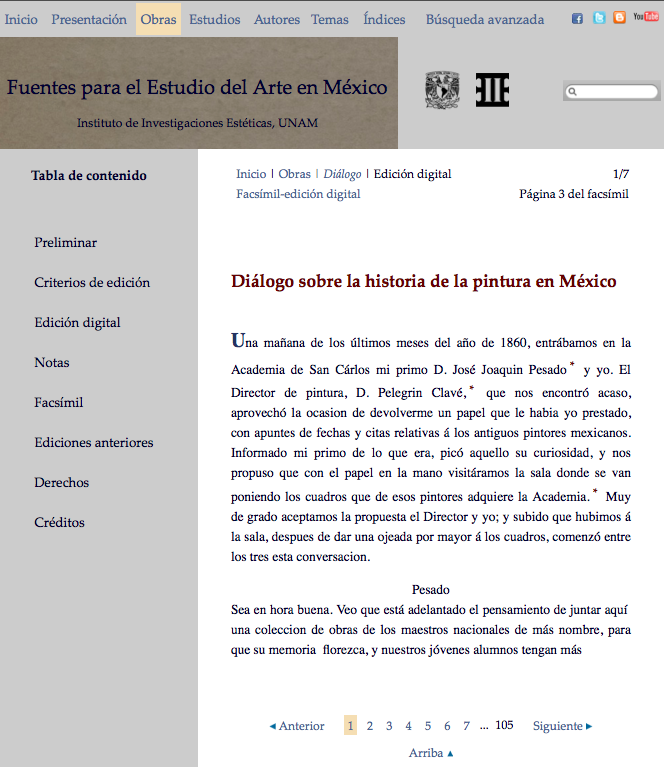 Inicio Presentación Obras Estudios Autores Temas Índices Búsqueda avanzada YouTube
Fuentes para el Estudio del Arte en México
Instituto de Investigaciones Estéticas, UNAM
Tabla de contenido
Preliminar
Criterios de edición
Edición digital
Notas
Facsímil
Ediciones anteriores
Derechos
Créditos
Inicio | Obras | Diálogo | Edición digital 1/7
Facsímil-edición digital Página 3 del facsímil
Diálogo sobre la historia de la pintura en México
Una mañana de los últimos meses del año de 1860, entrábamos en la
Academia de San Cárlos mi primo D. José Joaquin Pesado * y yo. El
Director de pintura, D. Pelegrin Clavé, * que nos encontró acaso,
aprovechó la ocasion de devolverme un papel que le habia yo prestado,
con apuntes de fechas y citas relativas á los antiguos pintores mexicanos.
Informado mi primo de lo que era, picó aquello su curiosidad, y nos
propuso que con el papel en la mano visitáramos la sala donde se van
poniendo los cuadros que de esos pintores adquiere la Academia. * Muy
de grado aceptamos la propuesta el Director y yo; y subido que hubimos á
la sala, despues de dar una ojeada por mayor á los cuadros, comenzó entre
los tres esta conversacion.
Pesado
Sea en hora buena. Veo que está adelantado el pensamiento de juntar aquí
una coleccion de obras de los maestros nacionales de más nombre, para
que su memoria florezca, y nuestros jóvenes alumnos tengan más
◄ Anterior 1 2 3 4 5 6 7 ... 105 Siguiente ►
Arriba ▲